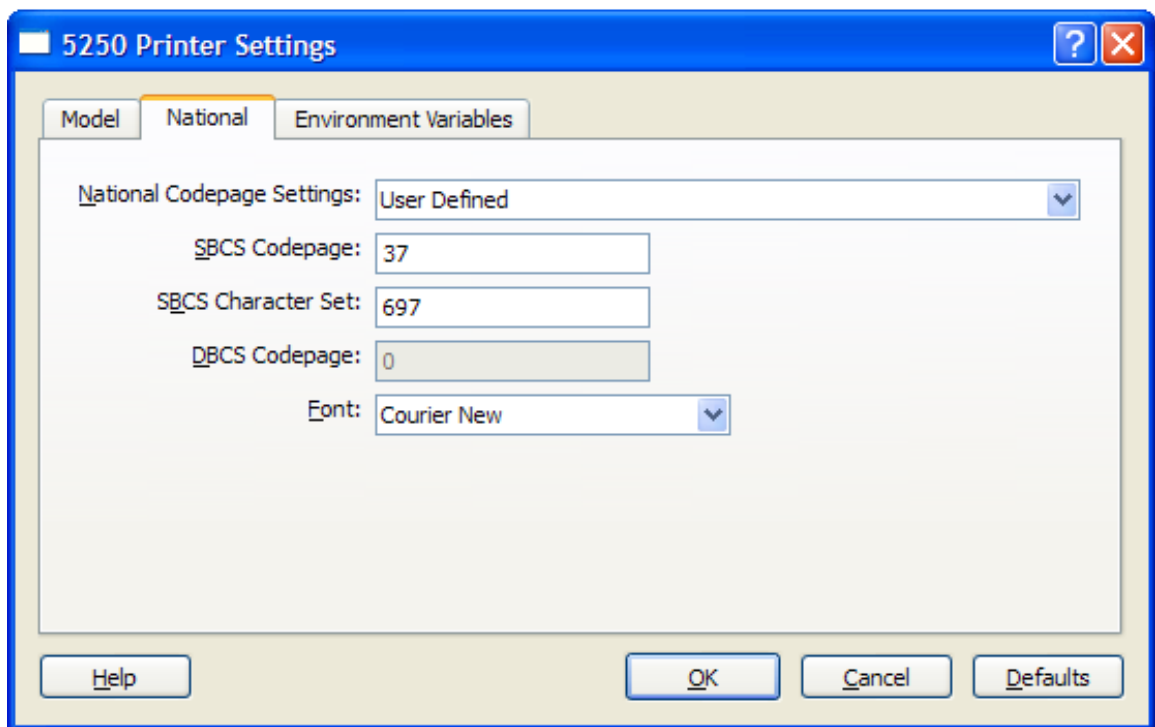 5250 Printer Settings
Model National Environment Variables
National Codepage Settings: User Defined
SBCS Codepage: 37
SBCS Character Set: 697
DBCS Codepage: 0
Font: Courier New
Help OK Cancel Defaults